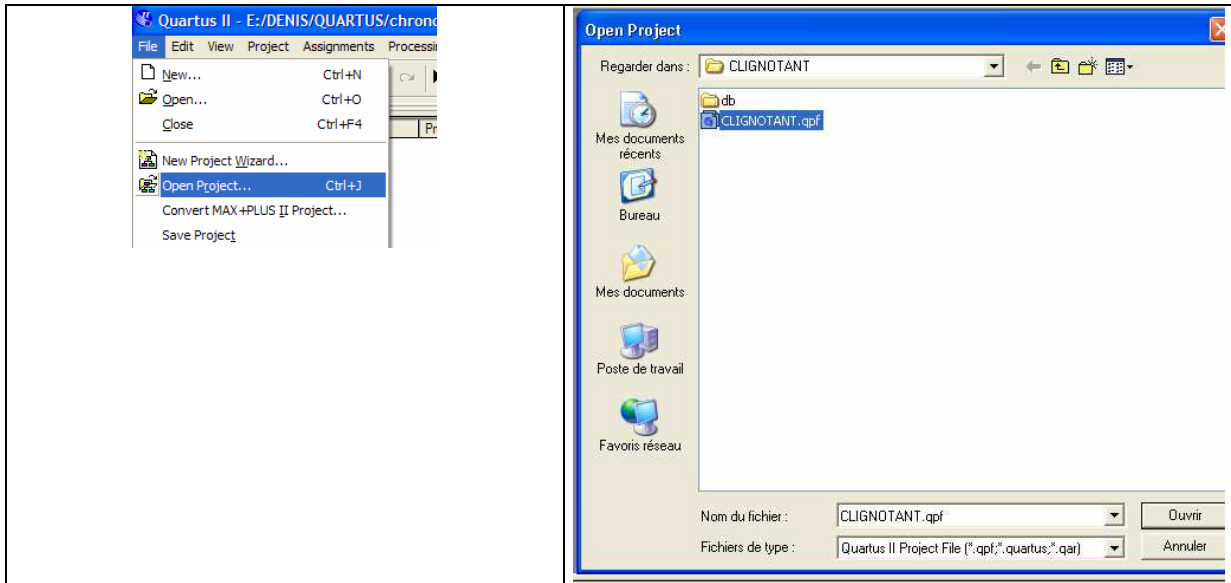 Quartus II - E:/DENIS/QUARTUS/chrono
File Edit View Project Assignments Processi
New... Ctrl+N
Open... Ctrl+O
Close Ctrl+F4
Pr
New Project Wizard...
Open Project... Ctrl+J
Convert MAX+PLUS II Project...
Save Project
Open Project
Regarder dans : CLIGNOTANT
db
CLIGNOTANT.qpf
Mes documents
récents
Bureau
Mes documents
Poste de travail
Favoris réseau
Nom du fichier : CLIGNOTANT.qpf Ouvrir
Fichiers de type : Quartus II Project File (*.qpf;*.quartus;*.qar) Annuler